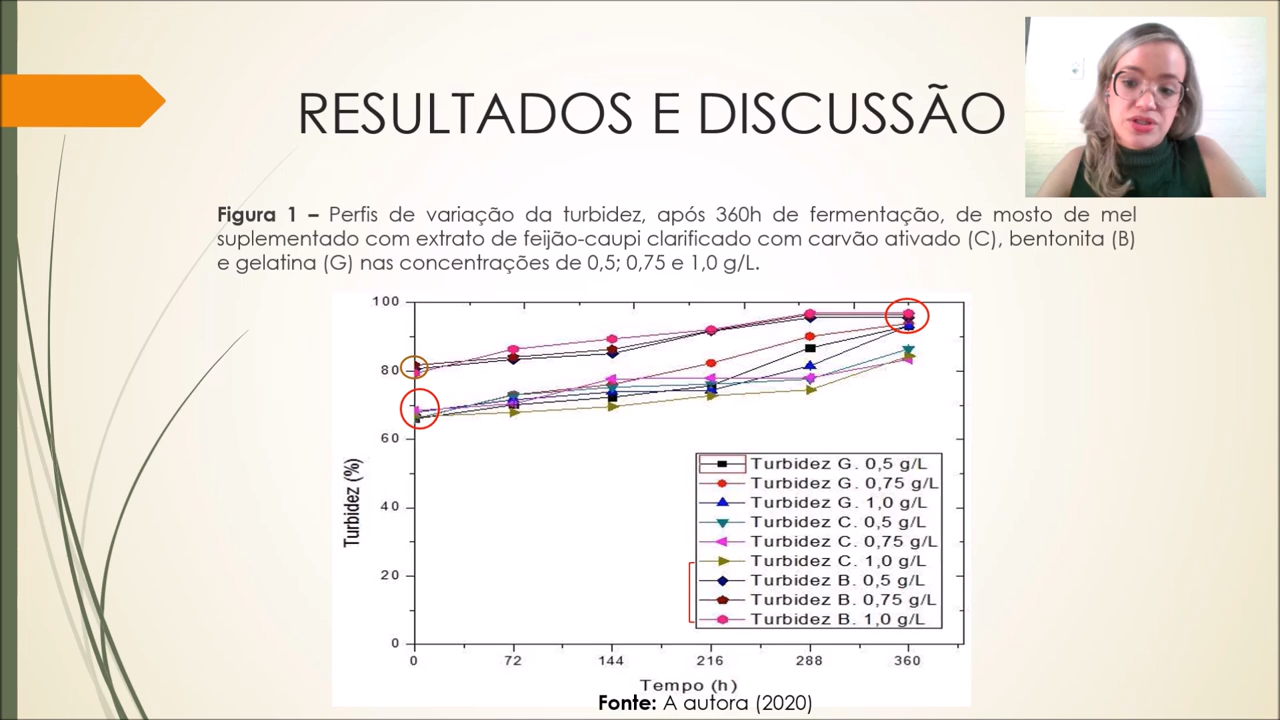 RESULTADOS E DISCUSSÃO
Figura 1 – Perfis de variação da turbidez, após 360h de fermentação, de mosto de mel
suplementado com extrato de feijão-caupi clarificado com carvão ativado (C), bentonita (B)
e gelatina (G) nas concentrações de 0,5; 0,75 e 1,0 g/L.
100
80
60
40
20
0
Turbidez (%)
Turbidez G. 0,5 g/L
Turbidez G. 0,75 g/L
Turbidez G. 1,0 g/L
Turbidez C. 0,5 g/L
Turbidez C. 0,75 g/L
Turbidez C. 1,0 g/L
Turbidez B. 0,5 g/L
Turbidez B. 0,75 g/L
Turbidez B. 1,0 g/L
0 72 144 216 288 360
Tempo (h)
Fonte: A autora (2020)